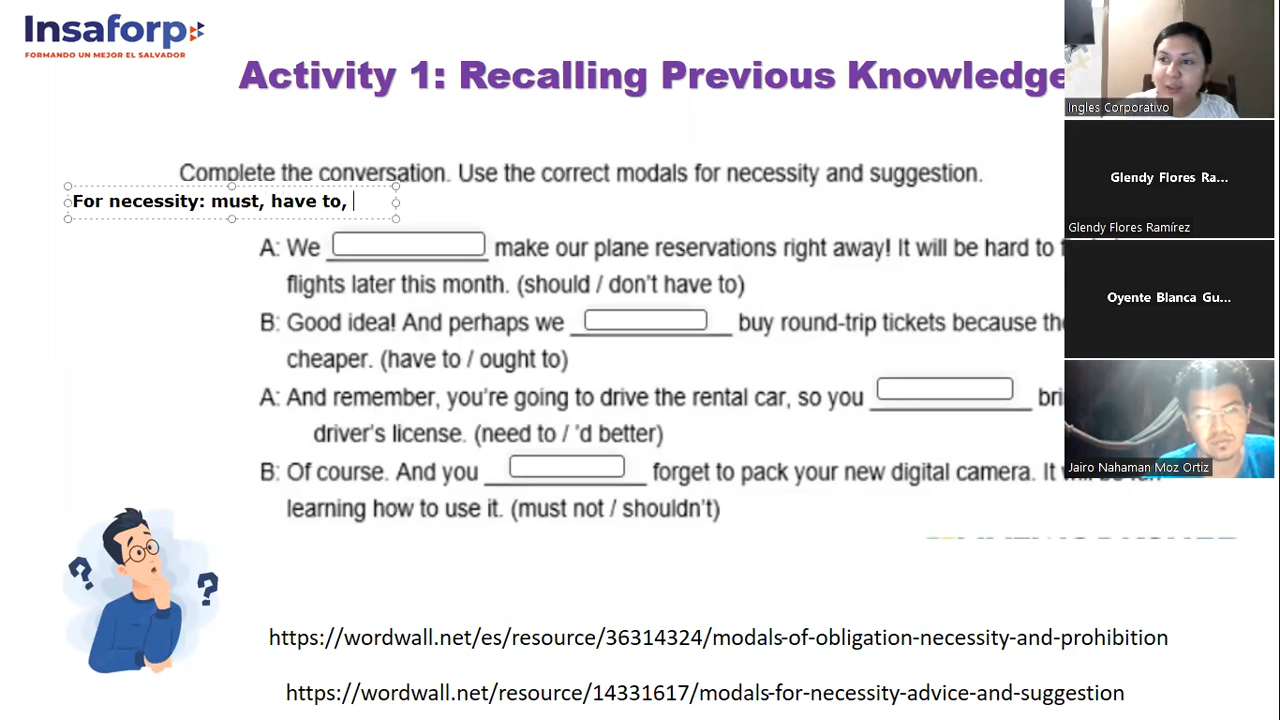 Insaforp
FORMANDO UN MEJOR EL SALVADOR
Activity 1: Recalling Previous Knowledge
Complete the conversation. Use the correct modals for necessity and suggestion.
For necessity: must, have to,
A: We make our plane reservations right away! It will be hard to
flights later this month. (should / don't have to)
B: Good idea! And perhaps we buy round-trip tickets because
cheaper. (have to / ought to)
A: And remember, you're going to drive the rental car, so you
driver's license. (need to / 'd better)
B: Of course. And you forget to pack your new digital camera. It
learning how to use it. (must not / shouldn't)
? ?
https://wordwall.net/es/resource/36314324/modals-of-obligation-necessity-and-prohibition
https://wordwall.net/resource/14331617/modals-for-necessity-advice-and-suggestion
Ingles Corporativo
Glendy Flores Ra...
Glendy Flores Ramírez
Oyente Blanca Gu...
Jairo Nahaman Moz Ortiz